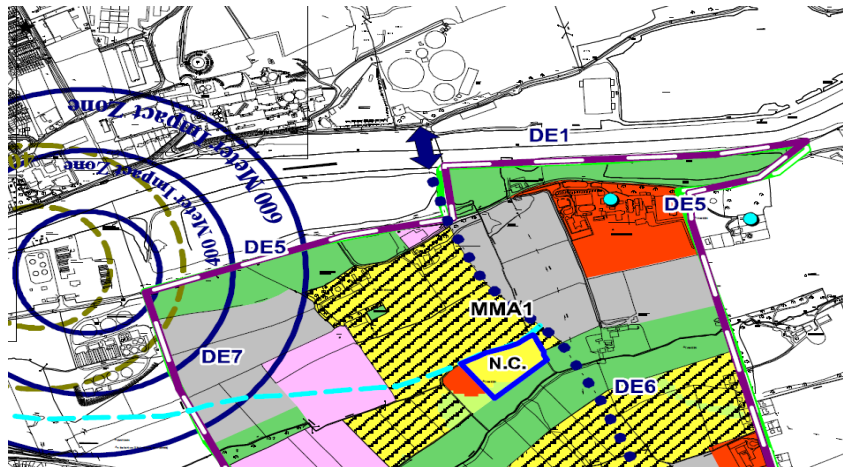 600 Meter Impact Zone
400 Meter Impact Zone
DE1
DE5
DE5
MMA1
DE7
N.C.
DE6